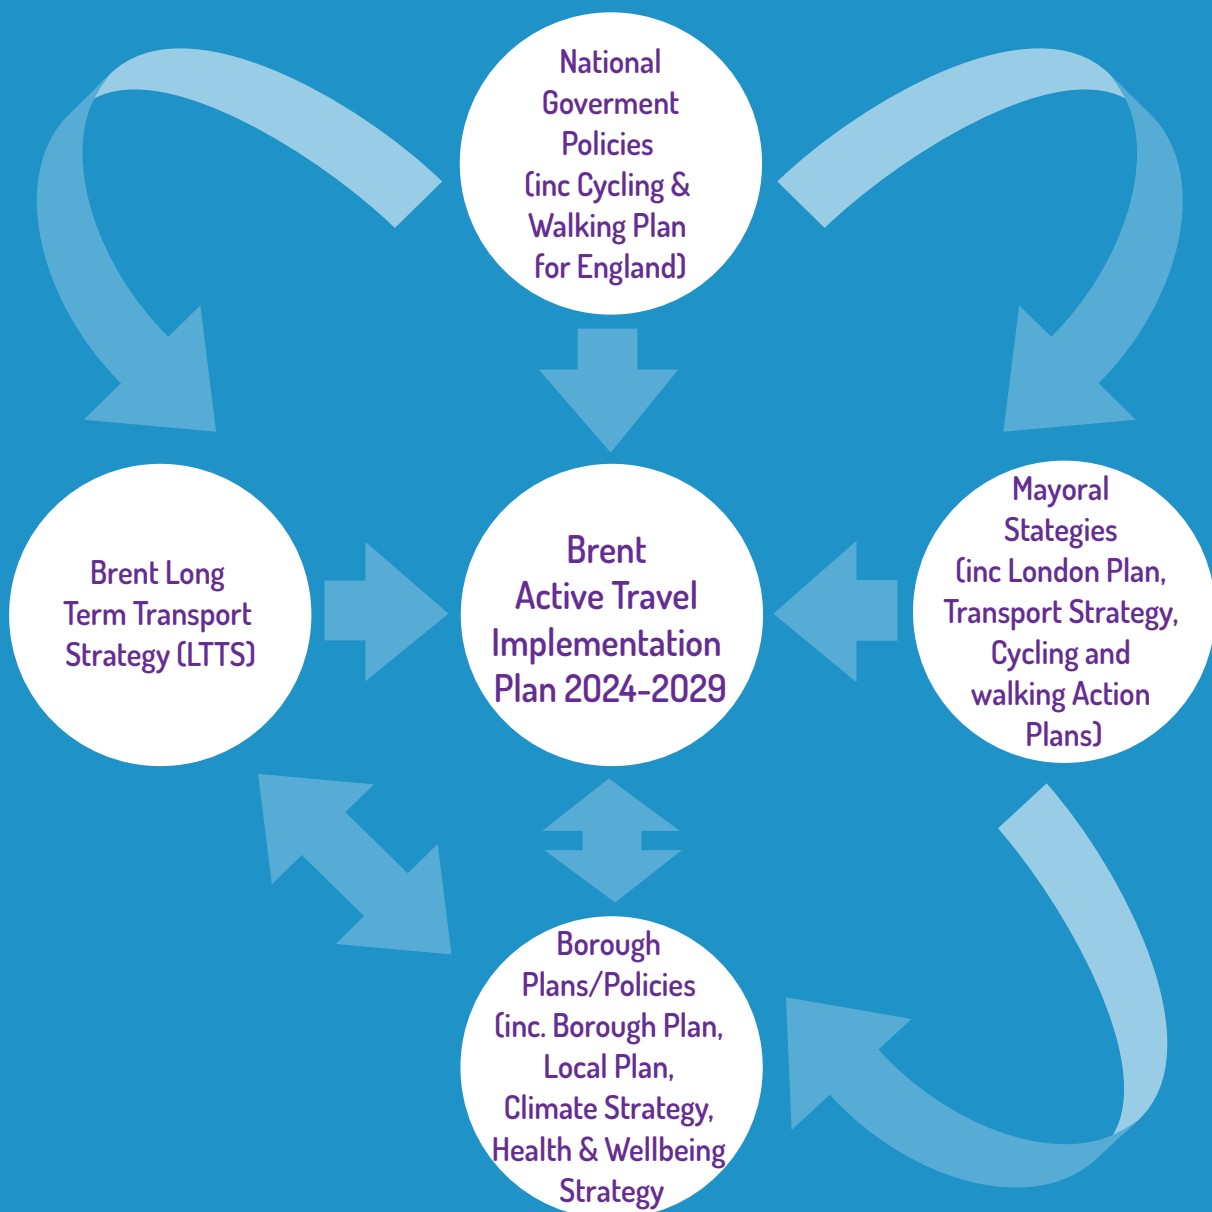 National
Goverment
Policies
(inc Cycling &
Walking Plan
for England)
Brent Long
Term Transport
Strategy (LTTS)
Brent
Active Travel
Implementation
Plan 2024-2029
Mayoral
Stategies
(inc London Plan,
Transport Strategy,
Cycling and
walking Action
Plans)
Borough
Plans/Policies
(inc. Borough Plan,
Local Plan,
Climate Strategy,
Health & Wellbeing
Strategy